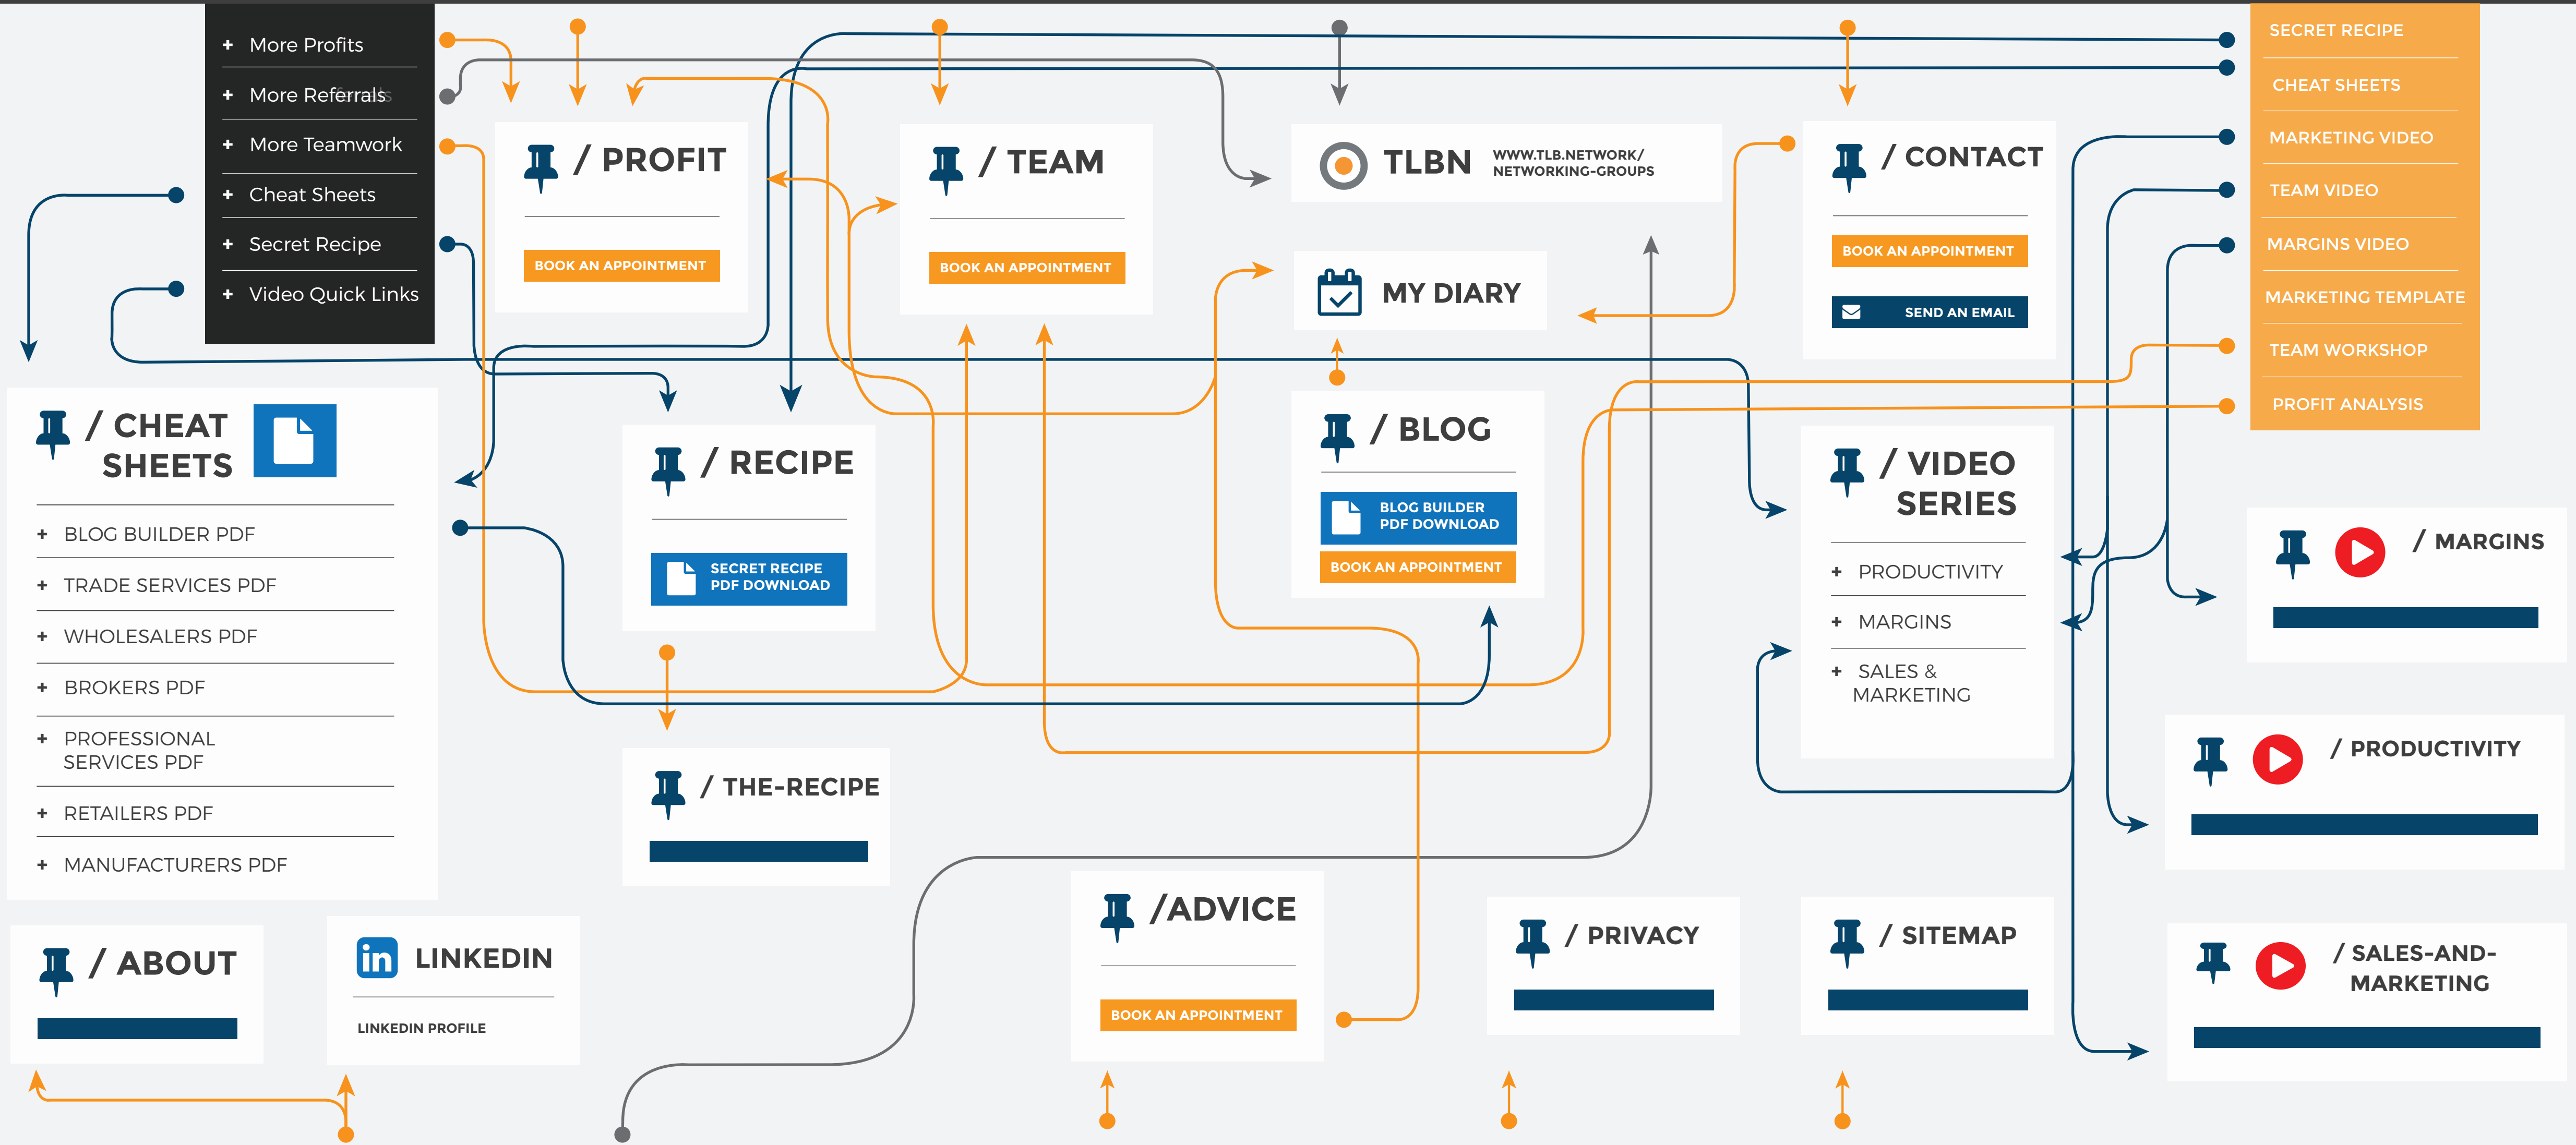 + More Profits
+ More Referrals
+ More Teamwork
+ Cheat Sheets
+ Secret Recipe
+ Video Quick Links
/ PROFIT
BOOK AN APPOINTMENT
/ TEAM
BOOK AN APPOINTMENT
TLBN
WWW.TLB.NETWORK/
NETWORKING-GROUPS
MY DIARY
/ CONTACT
BOOK AN APPOINTMENT
SEND AN EMAIL
SECRET RECIPE
CHEAT SHEETS
MARKETING VIDEO
TEAM VIDEO
MARGINS VIDEO
MARKETING TEMPLATE
TEAM WORKSHOP
PROFIT ANALYSIS
/ CHEAT
SHEETS
+ BLOG BUILDER PDF
+ TRADE SERVICES PDF
+ WHOLESALERS PDF
+ BROKERS PDF
+ PROFESSIONAL
SERVICES PDF
+ RETAILERS PDF
+ MANUFACTURERS PDF
/ RECIPE
SECRET RECIPE
PDF DOWNLOAD
/ BLOG
BLOG BUILDER
PDF DOWNLOAD
BOOK AN APPOINTMENT
/ VIDEO
SERIES
+ PRODUCTIVITY
+ MARGINS
+ SALES &
MARKETING
/ MARGINS
/ PRODUCTIVITY
/ SALES-AND-
MARKETING
/ THE-RECIPE
/ ABOUT
in LINKEDIN
LINKEDIN PROFILE
/ADVICE
BOOK AN APPOINTMENT
/ PRIVACY
/ SITEMAP